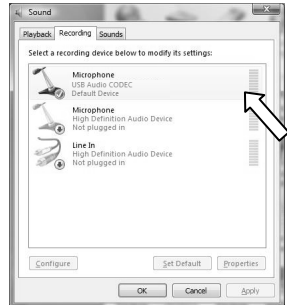 Sound
Playback Recording Sounds
Select a recording device below to modify its settings:
Microphone
USB Audio CODEC
Default Device
Microphone
High Definition Audio Device
Not plugged in
Line In
High Definition Audio Device
Not plugged in
Configure Set Default Properties
OK Cancel Apply